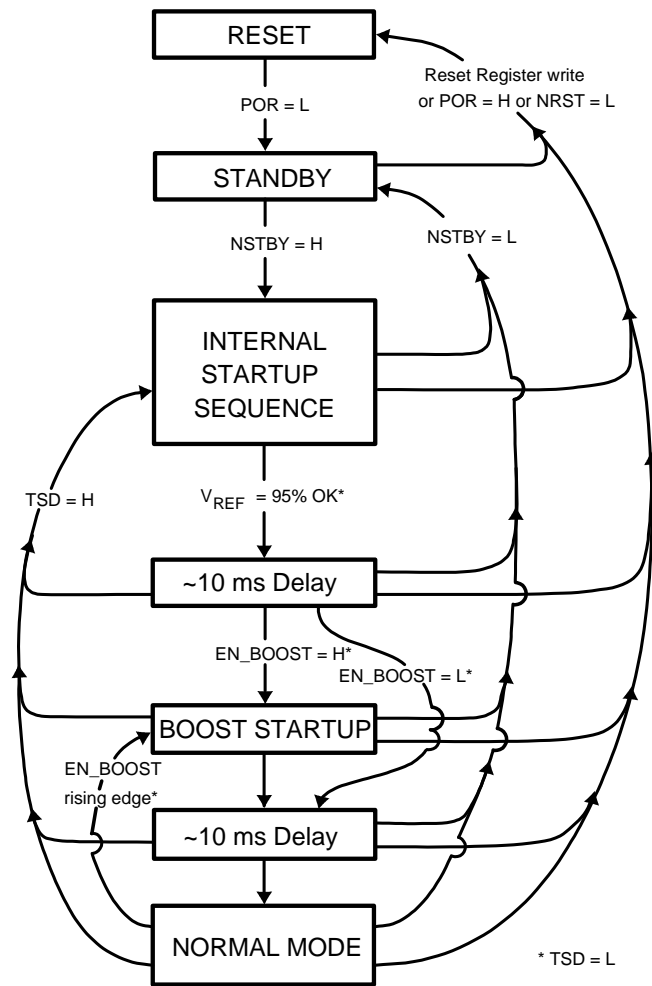 RESET
Reset Register write
or POR = H or NRST = L
POR = L
STANDBY
NSTBY = H
NSTBY = L
INTERNAL
STARTUP
SEQUENCE
TSD = H
VREF = 95% OK*
~10 ms Delay
EN_BOOST = H*
EN_BOOST = L*
BOOST STARTUP
EN_BOOST
rising edge*
~10 ms Delay
NORMAL MODE
* TSD = L